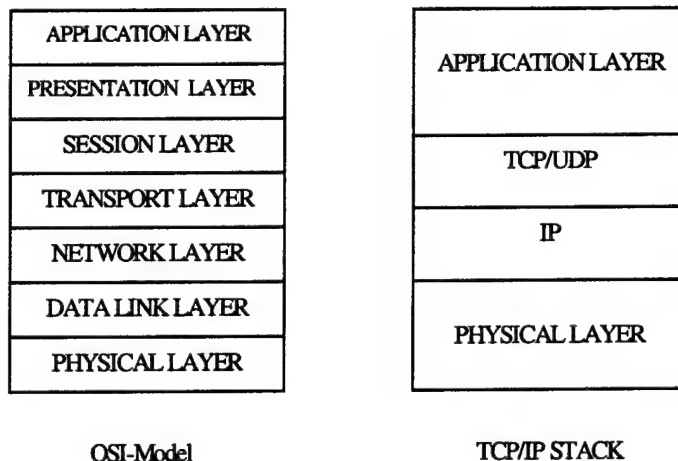 APPLICATION LAYER
PRESENTATION LAYER
SESSION LAYER
TRANSPORT LAYER
NETWORK LAYER
DATA LINK LAYER
PHYSICAL LAYER
OSI-Model
APPLICATION LAYER
TCP/UDP
IP
PHYSICAL LAYER
TCP/IP STACK